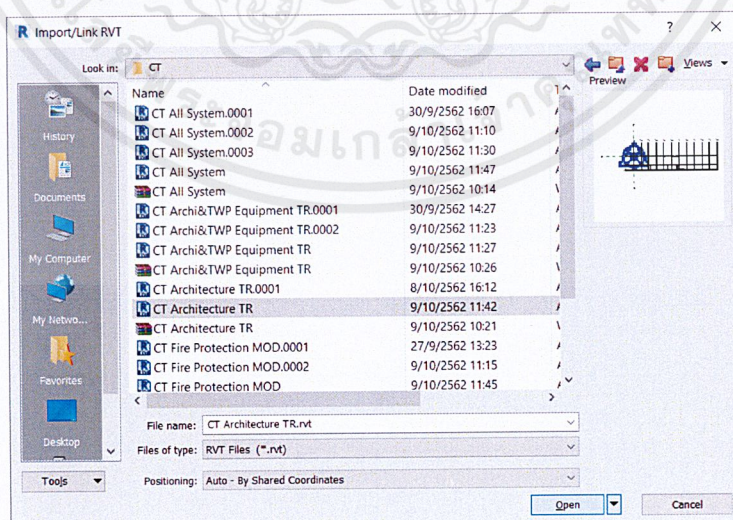 Import/Link RVT
? ×
Look in: CT
Views
Preview
History
Documents
My Computer
My Netwo...
Favorites
Desktop
Name Date modified
CT All System.0001 30/9/2562 16:07
CT All System.0002 9/10/2562 11:10
CT All System.0003 9/10/2562 11:30
CT All System 9/10/2562 11:47
CT All System 9/10/2562 10:14
CT Archi&TWP Equipment TR.0001 30/9/2562 14:27
CT Archi&TWP Equipment TR.0002 9/10/2562 11:23
CT Archi&TWP Equipment TR 9/10/2562 11:27
CT Archi&TWP Equipment TR 9/10/2562 10:26
CT Architecture TR.0001 8/10/2562 16:12
CT Architecture TR 9/10/2562 11:42
CT Architecture TR 9/10/2562 10:21
CT Fire Protection MOD.0001 27/9/2562 13:23
CT Fire Protection MOD.0002 9/10/2562 11:15
CT Fire Protection MOD 9/10/2562 11:45
File name: CT Architecture TR.rvt
Files of type: RVT Files (*.rvt)
Tools
Positioning: Auto - By Shared Coordinates
Open Cancel